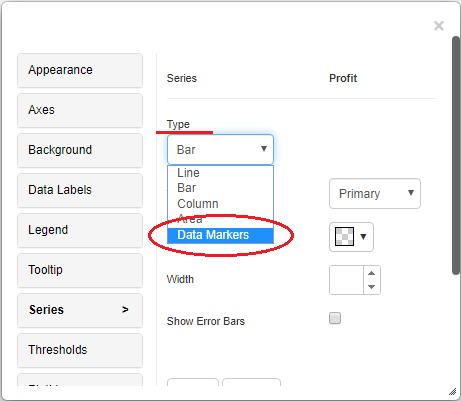 ×
Appearance
Axes
Background
Data Labels
Legend
Tooltip
Series >
Thresholds
Series Profit
Type
Bar
Line
Bar
Column
Area
Data Markers
Primary
Width
Show Error Bars